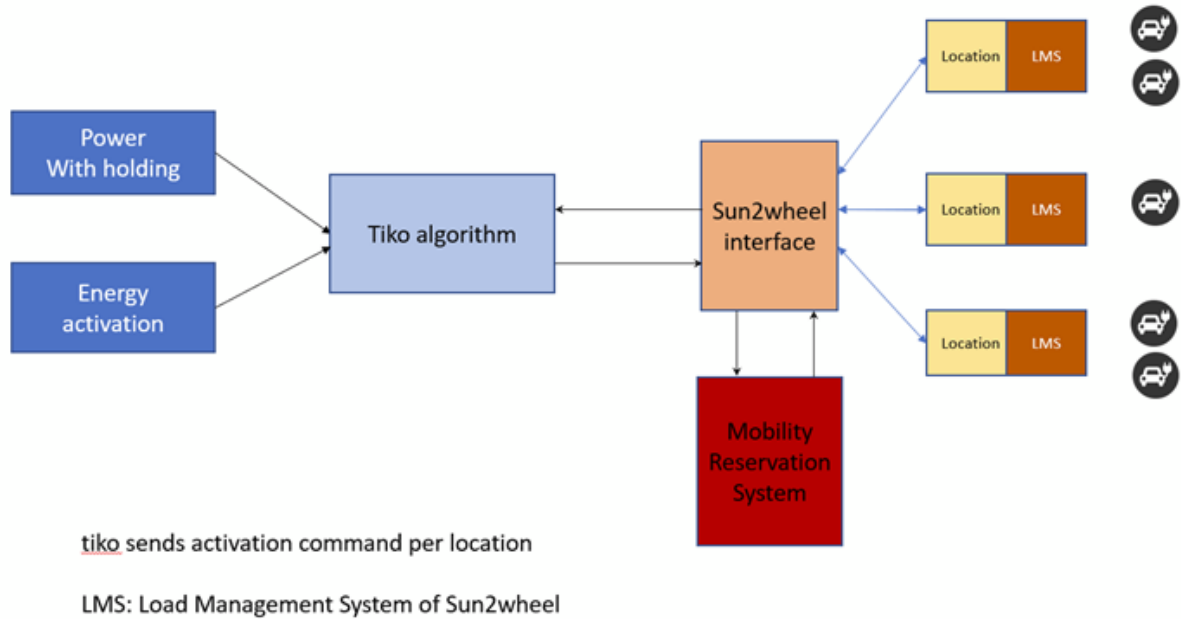 Power
With holding
Energy
activation
Tiko algorithm
Sun2wheel
interface
Mobility
Reservation
System
Location LMS
Location LMS
Location LMS
tiko sends activation command per location
LMS: Load Management System of Sun2wheel